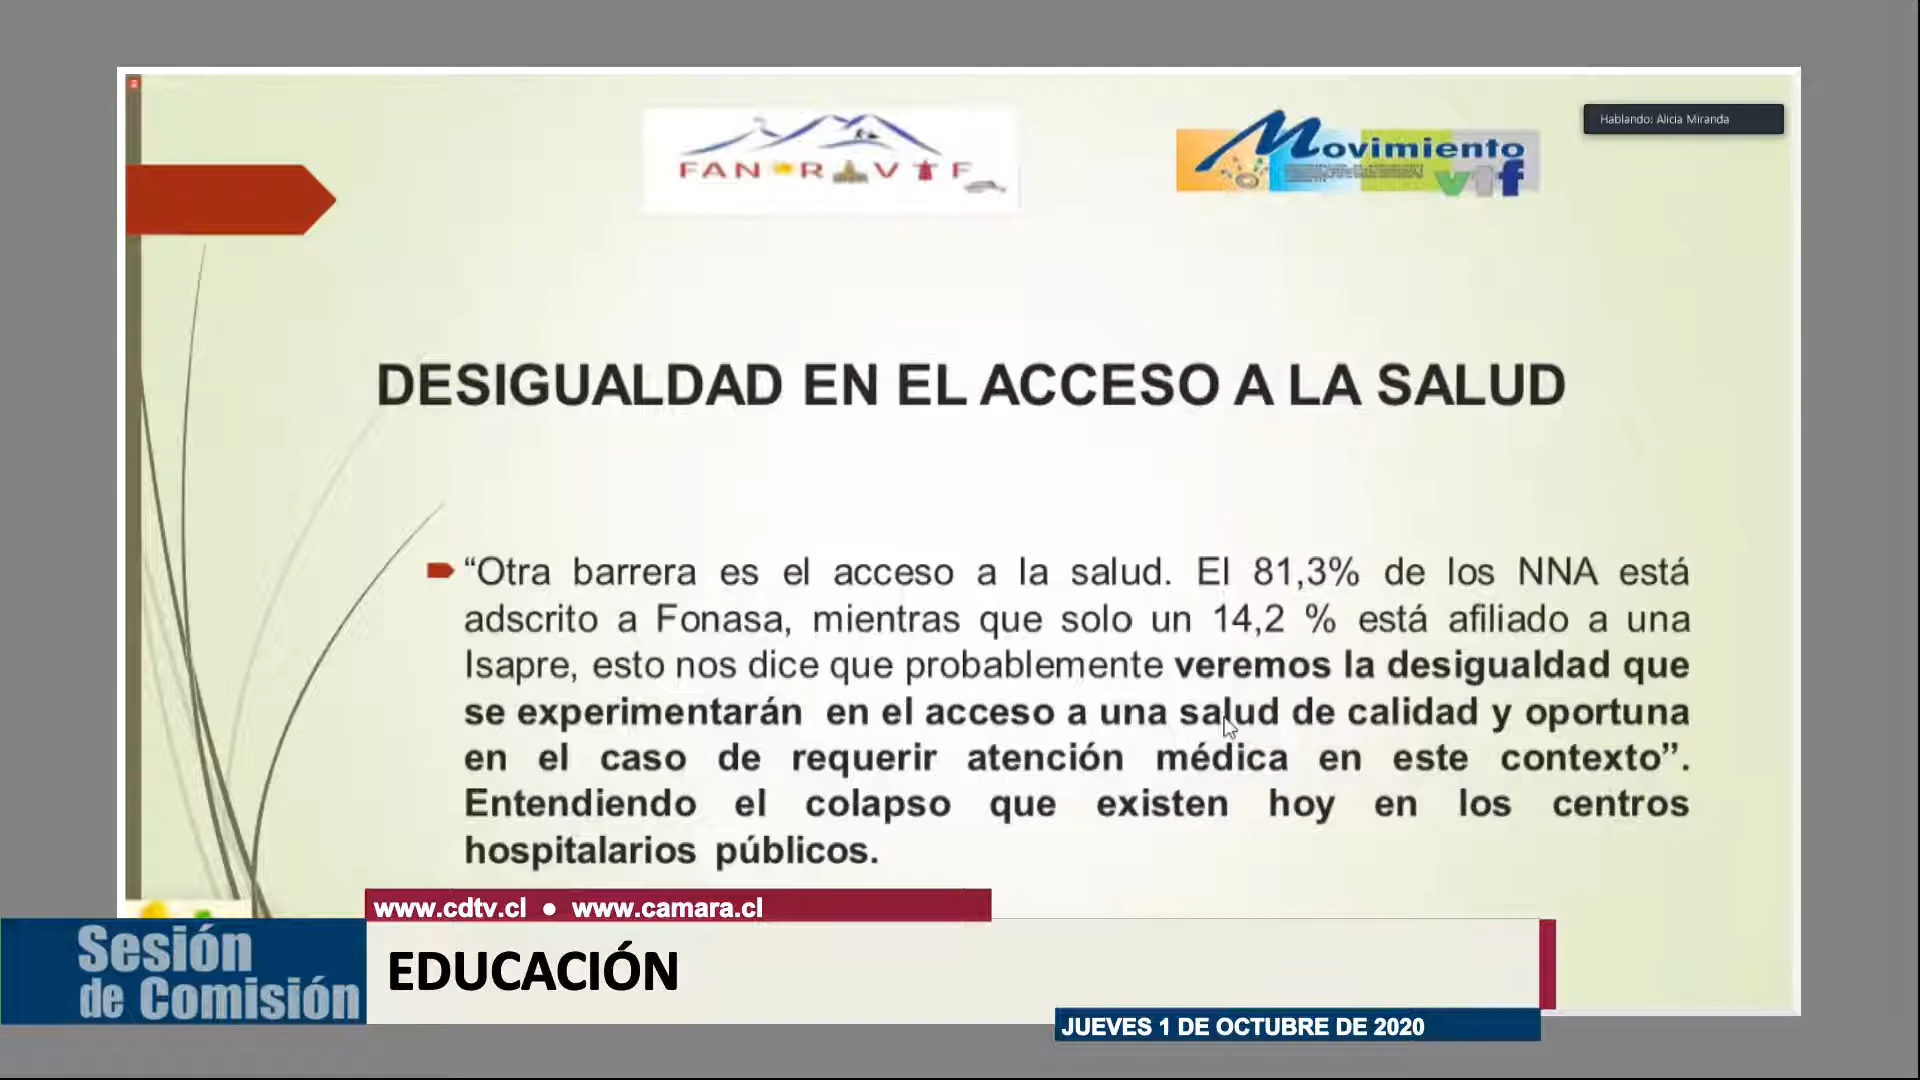 FAN R V F
Movimiento
v1f
Hablando: Alicia Miranda
DESIGUALDAD EN EL ACCESO A LA SALUD
“Otra barrera es el acceso a la salud. El 81,3% de los NNA está
adscrito a Fonasa, mientras que solo un 14,2 % está afiliado a una
Isapre, esto nos dice que probablemente veremos la desigualdad que
se experimentarán en el acceso a una salud de calidad y oportuna
en el caso de requerir atención médica en este contexto”.
Entendiendo el colapso que existen hoy en los centros
hospitalarios públicos.
www.cdtv.cl ● www.camara.cl
Sesión
de Comisión
EDUCACIÓN
JUEVES 1 DE OCTUBRE DE 2020